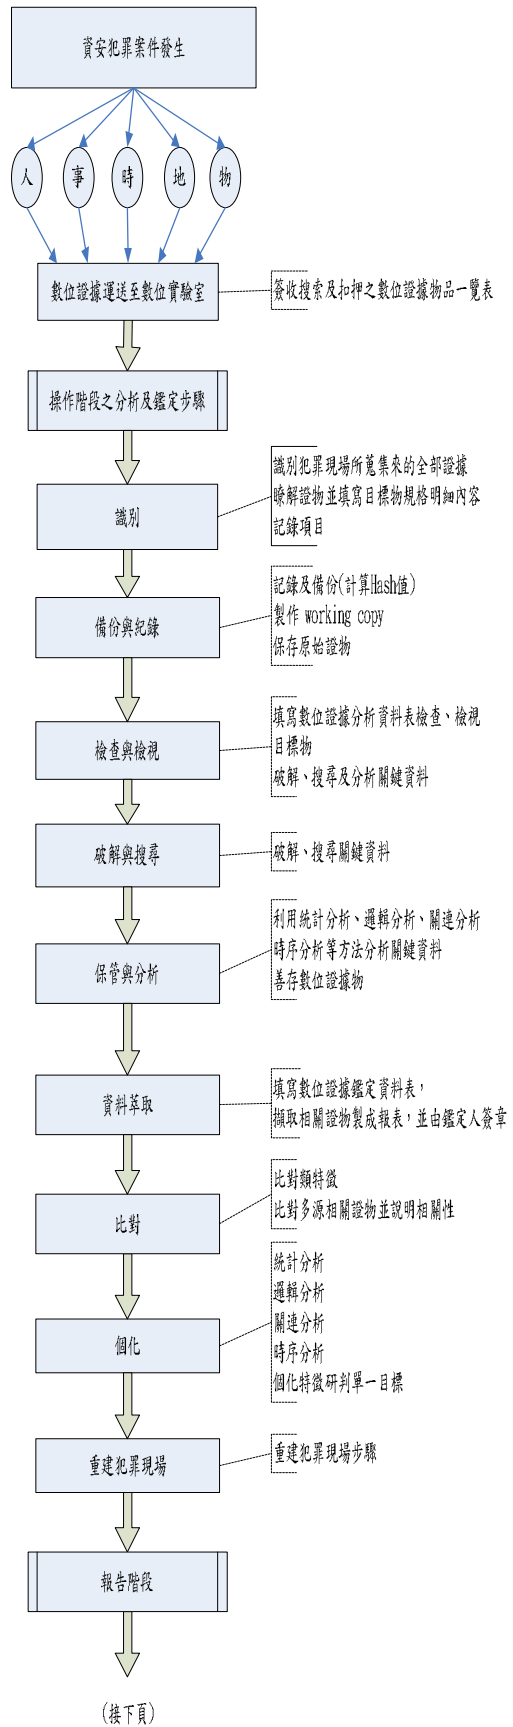 資安犯罪案件發生
人
事
時
地
物
數位證據運送至數位實驗室
簽收搜索及扣押之數位證據物品一覽表
操作階段之分析及鑑定步驟
識別
識別犯罪現場所蒐集來的全部證據
瞭解證物並填寫目標物規格明細內容
記錄項目
備份與紀錄
記錄及備份(計算Hash值)
製作 working copy
保存原始證物
檢查與檢視
填寫數位證據分析資料表檢查、檢視
目標物
破解、搜尋及分析關鍵資料
破解與搜尋
破解、搜尋關鍵資料
保管與分析
利用統計分析、邏輯分析、關連分析
時序分析等方法分析關鍵資料
善存數位證據物
資料萃取
填寫數位證據鑑定資料表，
擷取相關證物製成報表，並由鑑定人簽章
比對
比對類特徵
比對多源相關證物並說明相關性
個化
統計分析
邏輯分析
關連分析
時序分析
個化特徵研判單一目標
重建犯罪現場
重建犯罪現場步驟
報告階段
(接下頁)